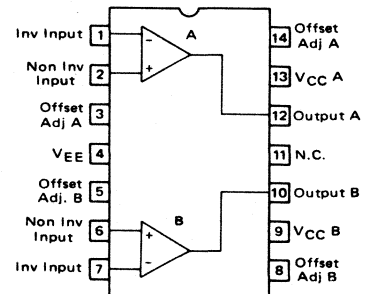 Inv Input 1
Non Inv
Input 2
Offset
Adj A 3
VEE 4
Offset
Adj. B 5
Non Inv
Input 6
Inv Input 7
A
−
+
B
+
−
14 Offset
Adj A
13 VCC A
12 Output A
11 N.C.
10 Output B
9 VCC B
8 Offset
Adj B